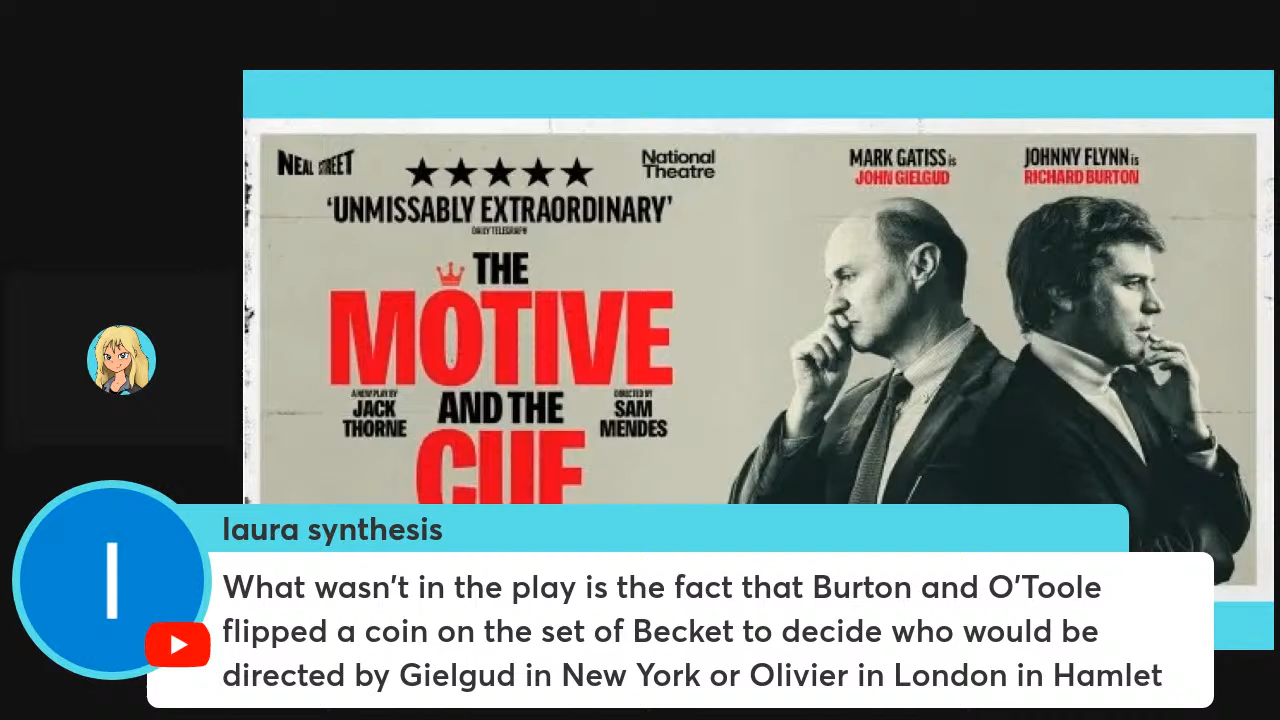 NEAL STREET
★★★★★
National
Theatre
MARK GATISS is
JOHN GIELGUD
JOHNNY FLYNN is
RICHARD BURTON
‘UNMISSABLY EXTRAORDINARY’
DAILY TELEGRAPH
THE
MOTIVE
A NEW PLAY BY
JACK
THORNE
AND THE
DIRECTED BY
SAM
MENDES
CUE
l
laura synthesis
What wasn't in the play is the fact that Burton and O'Toole
flipped a coin on the set of Becket to decide who would be
directed by Gielgud in New York or Olivier in London in Hamlet